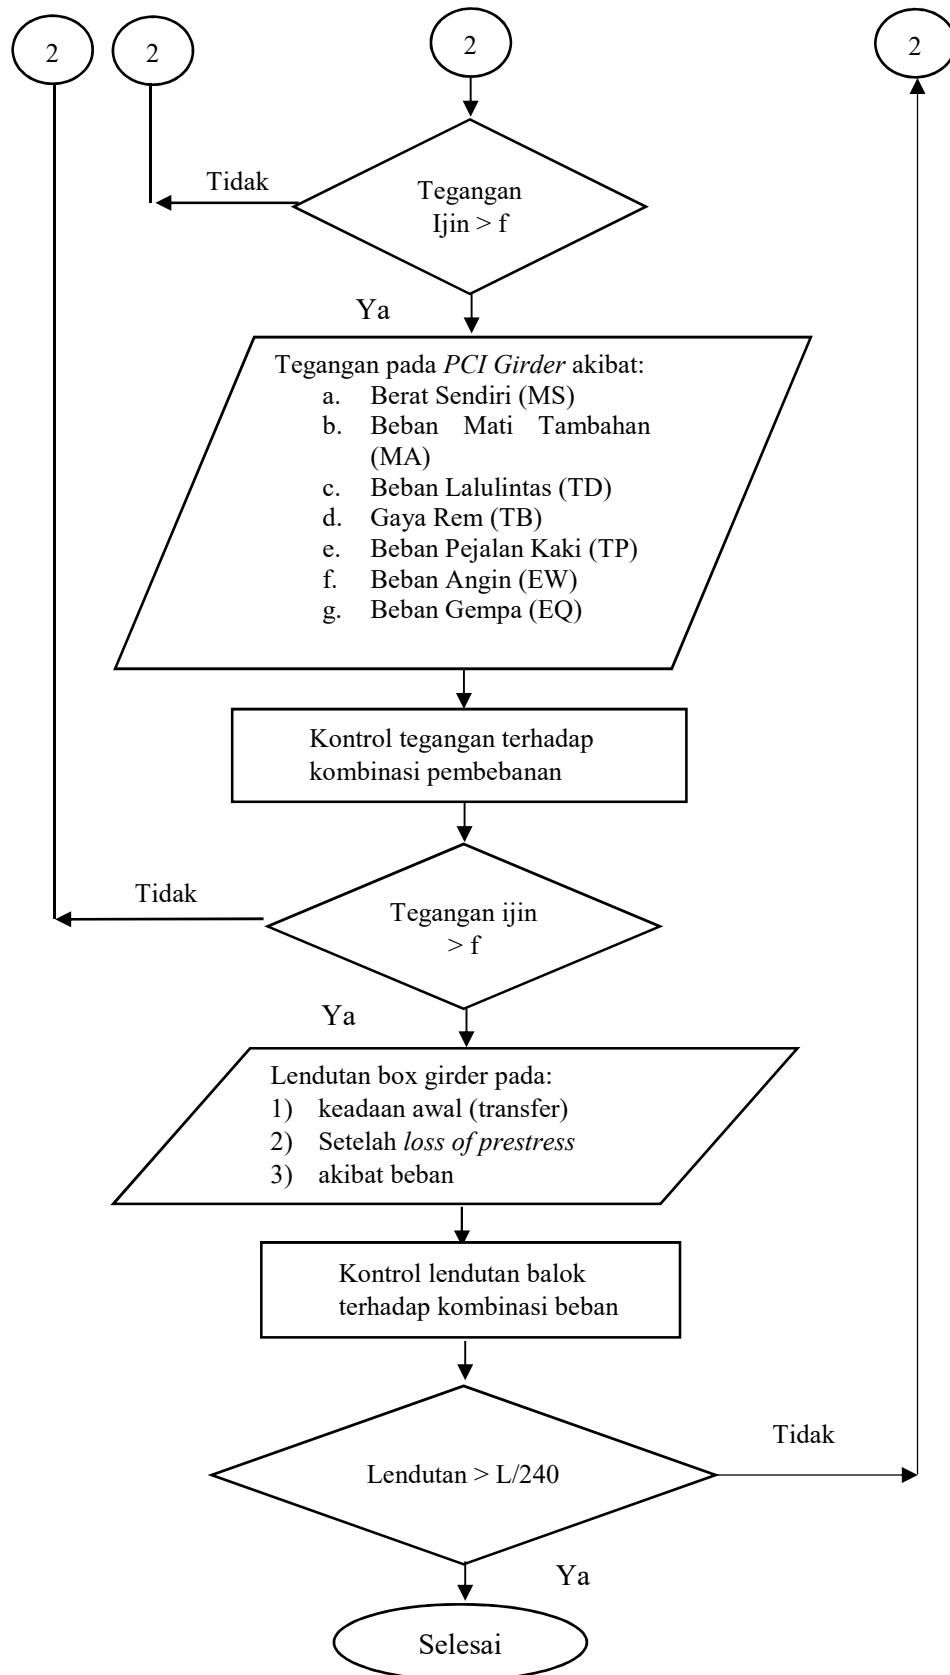 2
2
2
2
Tidak
Tegangan
Ijin > f
Ya
Tegangan pada PCI Girder akibat:
a. Berat Sendiri (MS)
b. Beban Mati Tambahan
(MA)
c. Beban Lalulintas (TD)
d. Gaya Rem (TB)
e. Beban Pejalan Kaki (TP)
f. Beban Angin (EW)
g. Beban Gempa (EQ)
Kontrol tegangan terhadap
kombinasi pembebanan
Tidak
Tegangan ijin
> f
Ya
Lendutan box girder pada:
1) keadaan awal (transfer)
2) Setelah loss of prestress
3) akibat beban
Kontrol lendutan balok
terhadap kombinasi beban
Tidak
Lendutan > L/240
Ya
Selesai